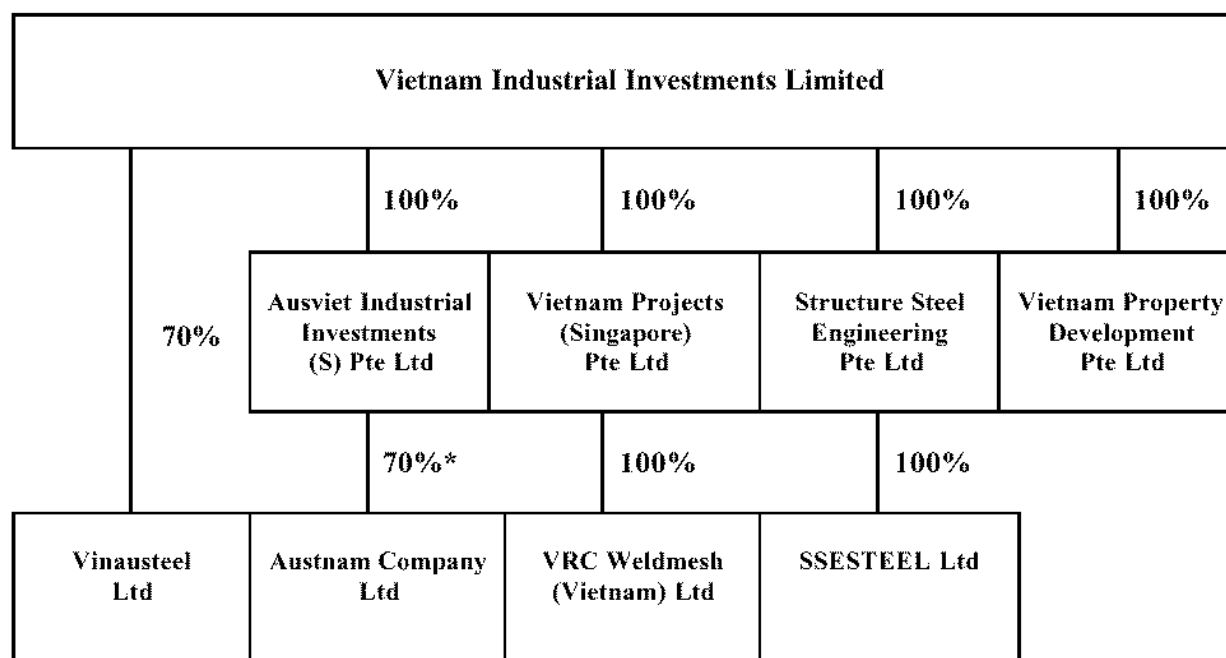 Vietnam Industrial Investments Limited
100%
100%
100%
100%
70%
Ausviet Industrial
Investments
(S) Pte Ltd
Vietnam Projects
(Singapore)
Pte Ltd
Structure Steel
Engineering
Pte Ltd
Vietnam Property
Development
Pte Ltd
70%*
100%
100%
Vinausteel
Ltd
Austnam Company
Ltd
VRC Weldmesh
(Vietnam) Ltd
SSESTEEL Ltd